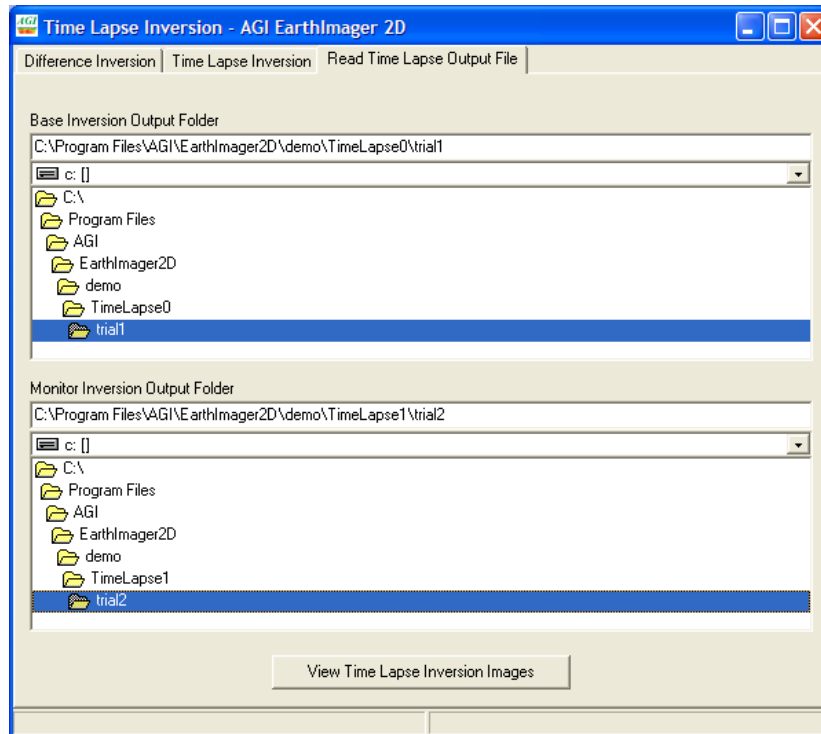 AGI Time Lapse Inversion - AGI EarthImager 2D
Difference Inversion Time Lapse Inversion Read Time Lapse Output File
Base Inversion Output Folder
C:\Program Files\AGI\EarthImager2D\demo\TimeLapse0\trial1
c: []
C:\
Program Files
AGI
EarthImager2D
demo
TimeLapse0
trial1
Monitor Inversion Output Folder
C:\Program Files\AGI\EarthImager2D\demo\TimeLapse1\trial2
c: []
C:\
Program Files
AGI
EarthImager2D
demo
TimeLapse1
trial2
View Time Lapse Inversion Images